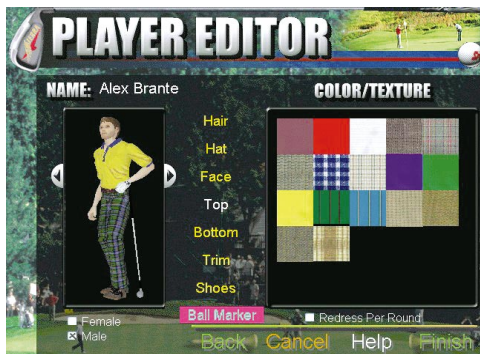 PLAYER EDITOR
NAME: Alex Brante
COLOR/TEXTURE
Hair
Hat
Face
Top
Bottom
Trim
Shoes
Ball Marker
Female
Male
Redress Per Round
Back
Cancel
Help
Finish